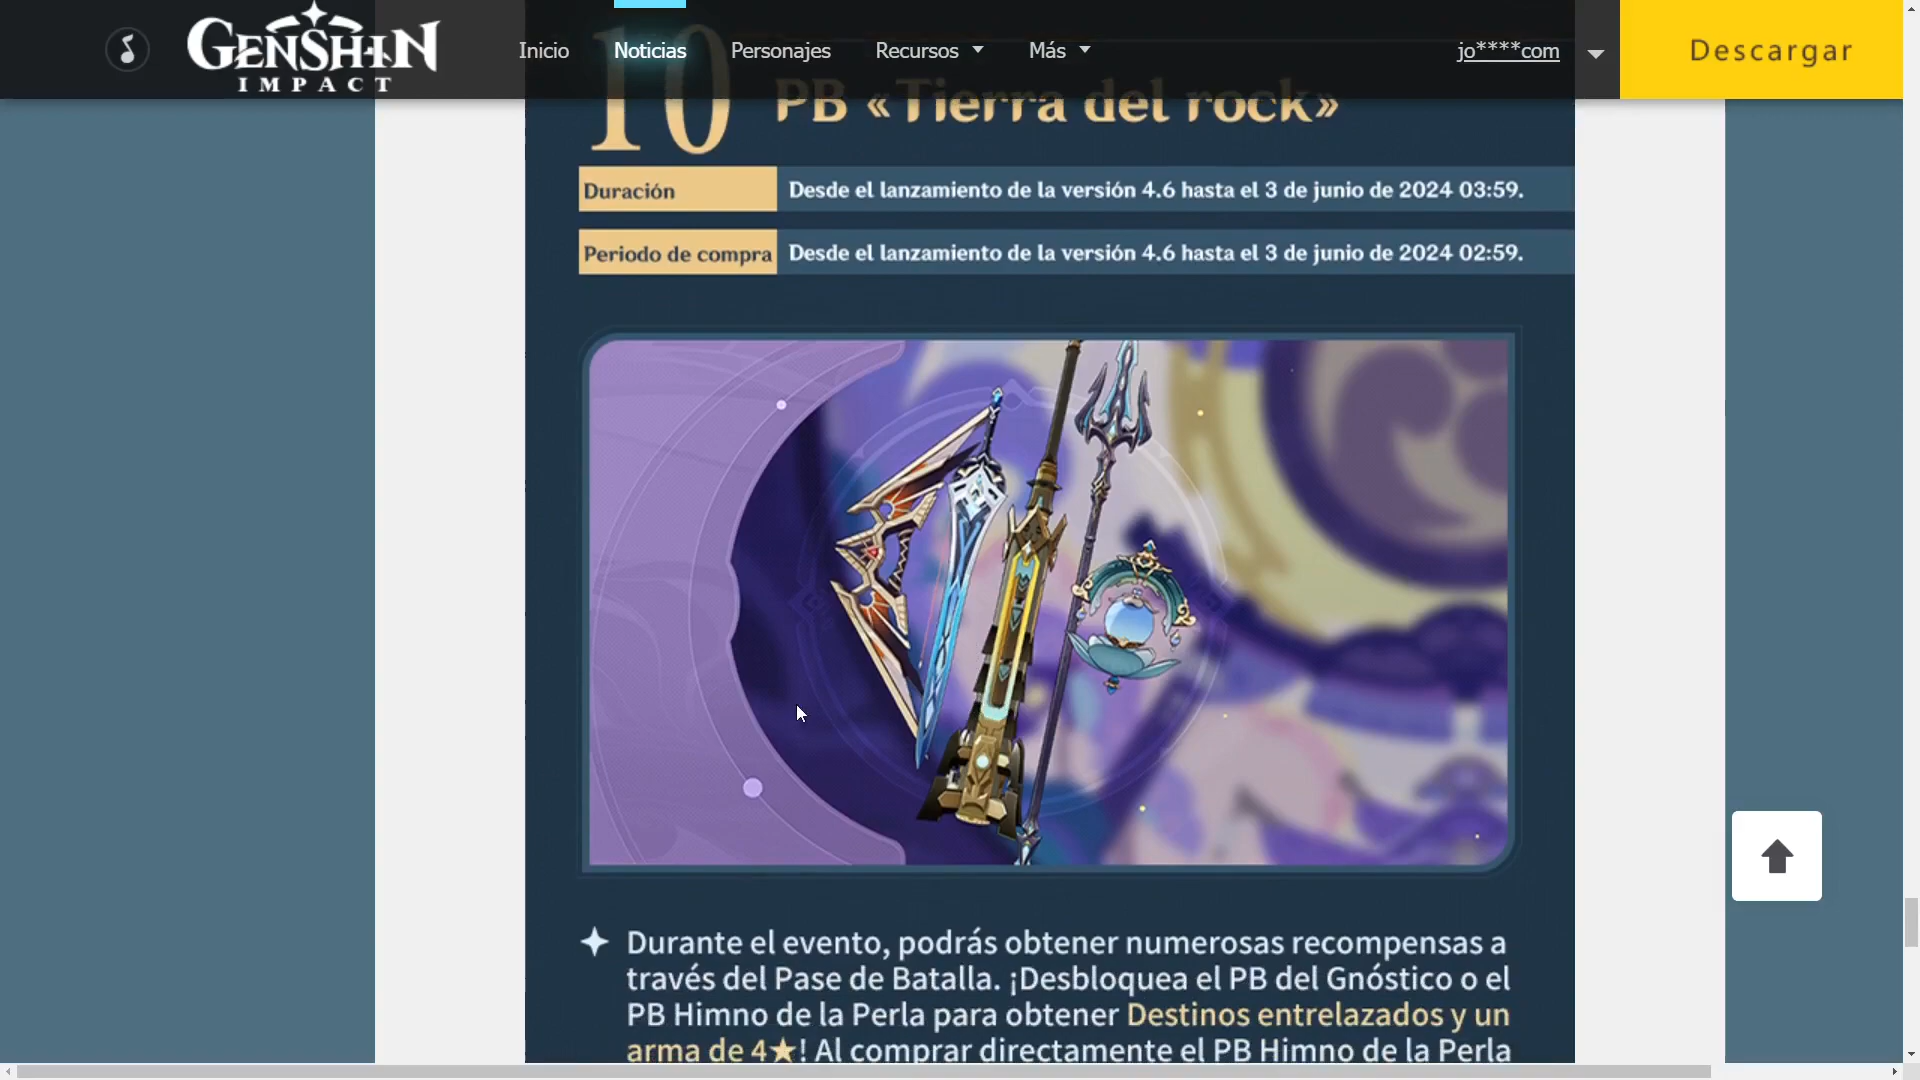 GENSHIN
IMPACT
Inicio
Noticias
Personajes
Recursos
Más
jo****com
Descargar
10
PB «Tierra del rock»
Duración
Desde el lanzamiento de la versión 4.6 hasta el 3 de junio de 2024 03:59.
Periodo de compra
Desde el lanzamiento de la versión 4.6 hasta el 3 de junio de 2024 02:59.
Durante el evento, podrás obtener numerosas recompensas a
través del Pase de Batalla. ¡Desbloquea el PB del Gnóstico o el
PB Himno de la Perla para obtener Destinos entrelazados y un
arma de 4★! Al comprar directamente el PB Himno de la Perla